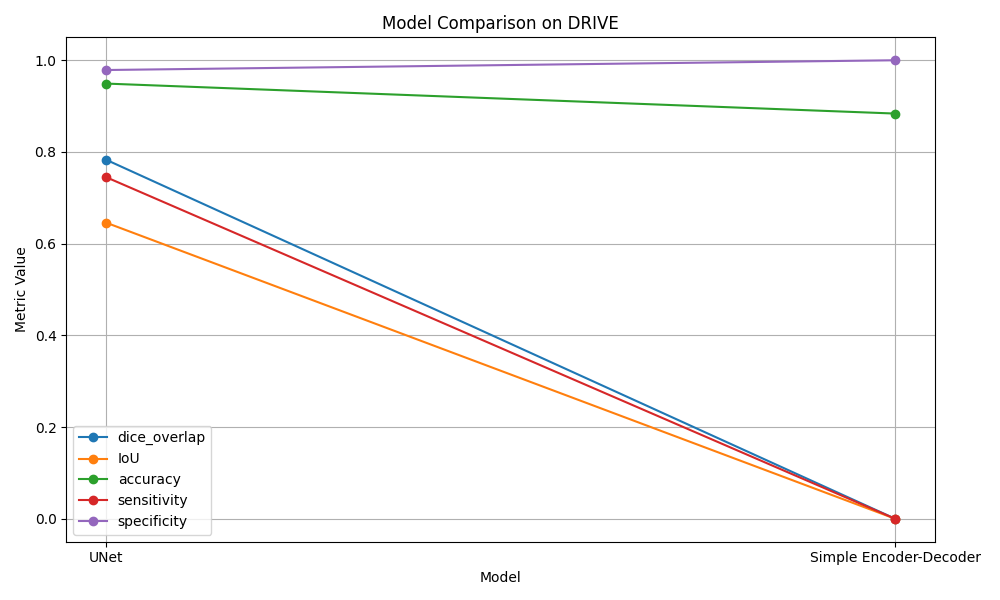 Model Comparison on DRIVE
Metric Value
1.0
0.8
0.6
0.4
0.2
0.0
dice_overlap
IoU
accuracy
sensitivity
specificity
UNet
Simple Encoder-Decoder
Model